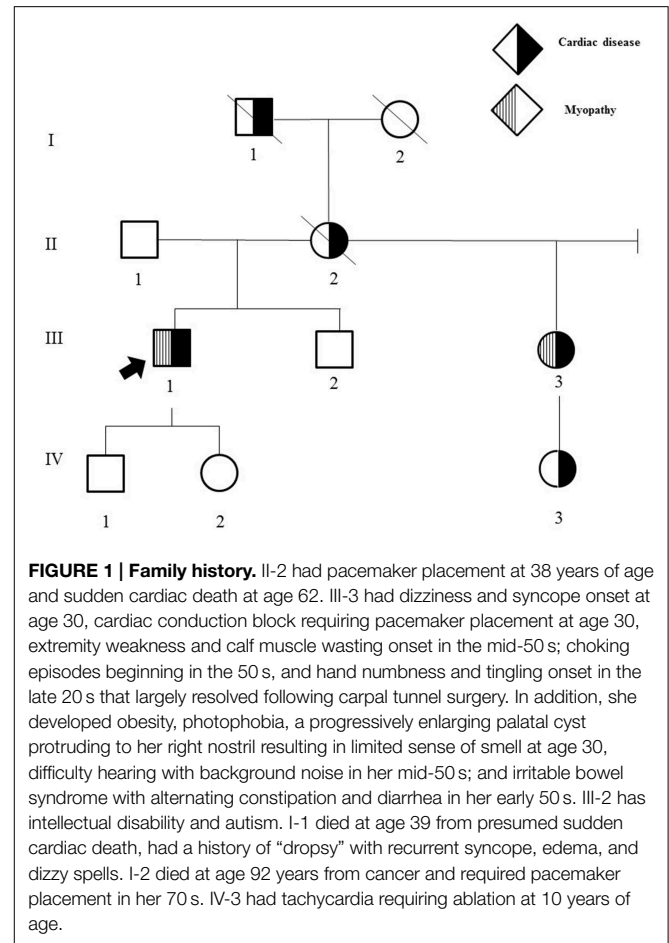 Cardiac disease
Myopathy
I
1
2
II
1
2
III
1
2
3
IV
1
2
3
FIGURE 1 | Family history. II-2 had pacemaker placement at 38 years of age
and sudden cardiac death at age 62. III-3 had dizziness and syncope onset at
age 30, cardiac conduction block requiring pacemaker placement at age 30,
extremity weakness and calf muscle wasting onset in the mid-50 s; choking
episodes beginning in the 50 s, and hand numbness and tingling onset in the
late 20 s that largely resolved following carpal tunnel surgery. In addition, she
developed obesity, photophobia, a progressively enlarging palatal cyst
protruding to her right nostril resulting in limited sense of smell at age 30,
difficulty hearing with background noise in her mid-50 s; and irritable bowel
syndrome with alternating constipation and diarrhea in her early 50 s. III-2 has
intellectual disability and autism. I-1 died at age 39 from presumed sudden
cardiac death, had a history of “dropsy” with recurrent syncope, edema, and
dizzy spells. I-2 died at age 92 years from cancer and required pacemaker
placement in her 70 s. IV-3 had tachycardia requiring ablation at 10 years of
age.